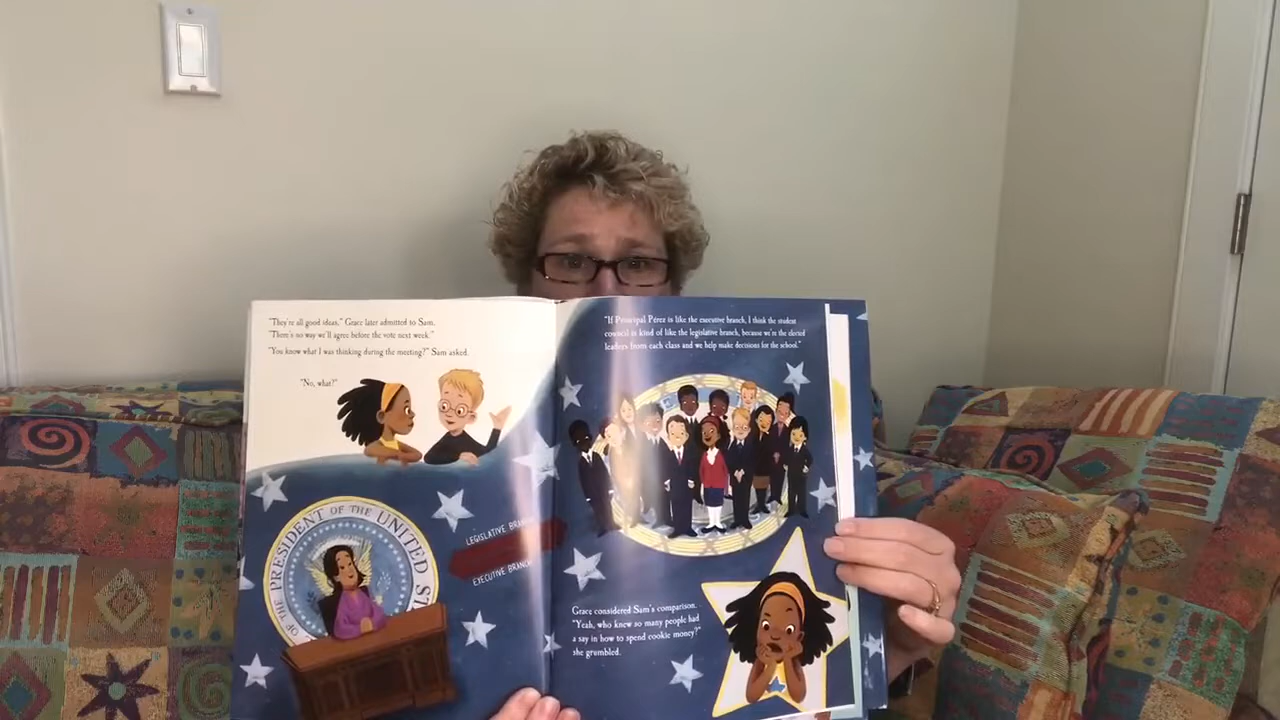 "They're all good ideas," Grace later admitted to Sam.
"There's no way we'll agree before the vote next week."
"You know what I was thinking during the meeting?" Sam asked.
"No, what?"
PRESIDENT OF THE UNITED ST
OF THE
LEGISLATIVE BRAN
EXECUTIVE BRANCH
"If Principal Pérez is like the executive branch, I think the student
council is kind of like the legislative branch, because we're the elected
leaders from each class and we help make decisions for the school."
Grace considered Sam's comparison.
"Yeah, who knew so many people had
a say in how to spend cookie money?"
she grumbled.